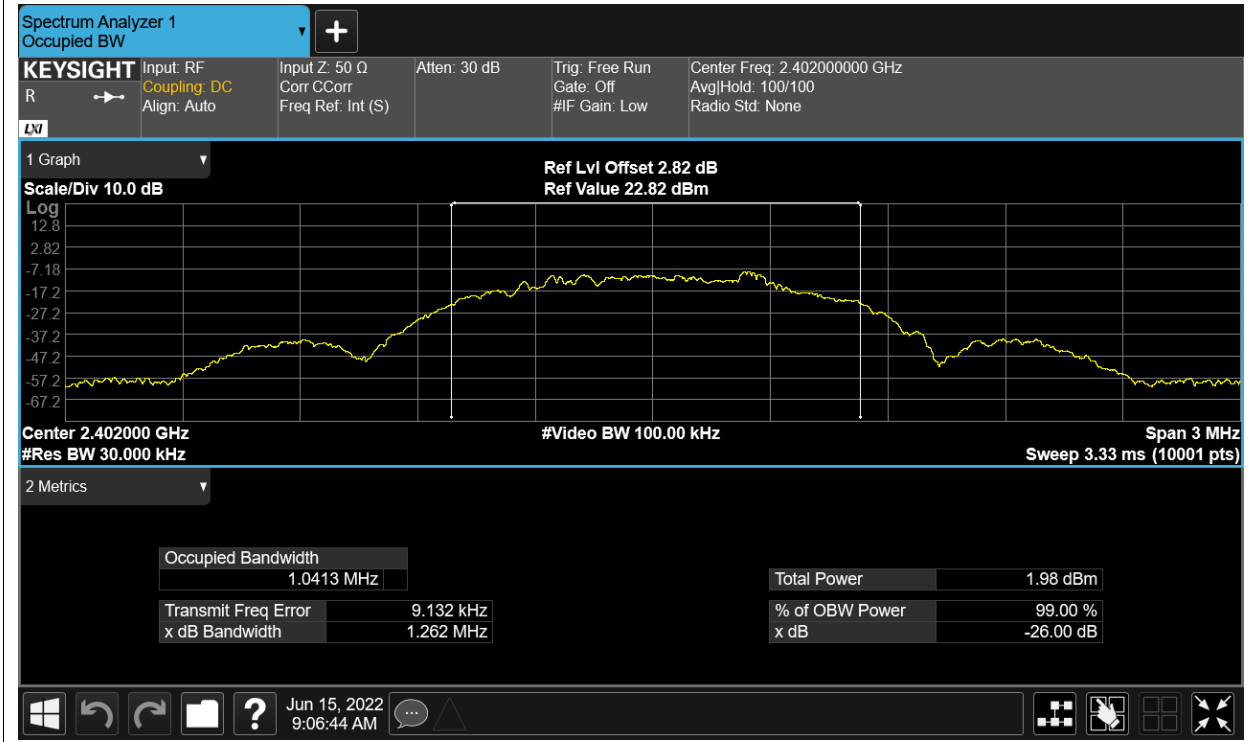 Spectrum Analyzer 1
Occupied BW
KEYSIGHT
R
LXI
Input: RF
Coupling: DC
Align: Auto
Input Z: 50 Ω
Corr CCorr
Freq Ref: Int (S)
Atten: 30 dB
Trig: Free Run
Gate: Off
#IF Gain: Low
Center Freq: 2.402000000 GHz
Avg|Hold: 100/100
Radio Std: None
1 Graph
Scale/Div 10.0 dB
Ref Lvl Offset 2.82 dB
Ref Value 22.82 dBm
Log
12.8
2.82
-7.18
-17.2
-27.2
-37.2
-47.2
-57.2
-67.2
Center 2.402000 GHz
#Video BW 100.00 kHz
Span 3 MHz
#Res BW 30.000 kHz
Sweep 3.33 ms (10001 pts)
2 Metrics
Occupied Bandwidth
1.0413 MHz
Total Power 1.98 dBm
Transmit Freq Error 9.132 kHz
% of OBW Power 99.00 %
x dB Bandwidth 1.262 MHz
x dB -26.00 dB
?
Jun 15, 2022
9:06:44 AM